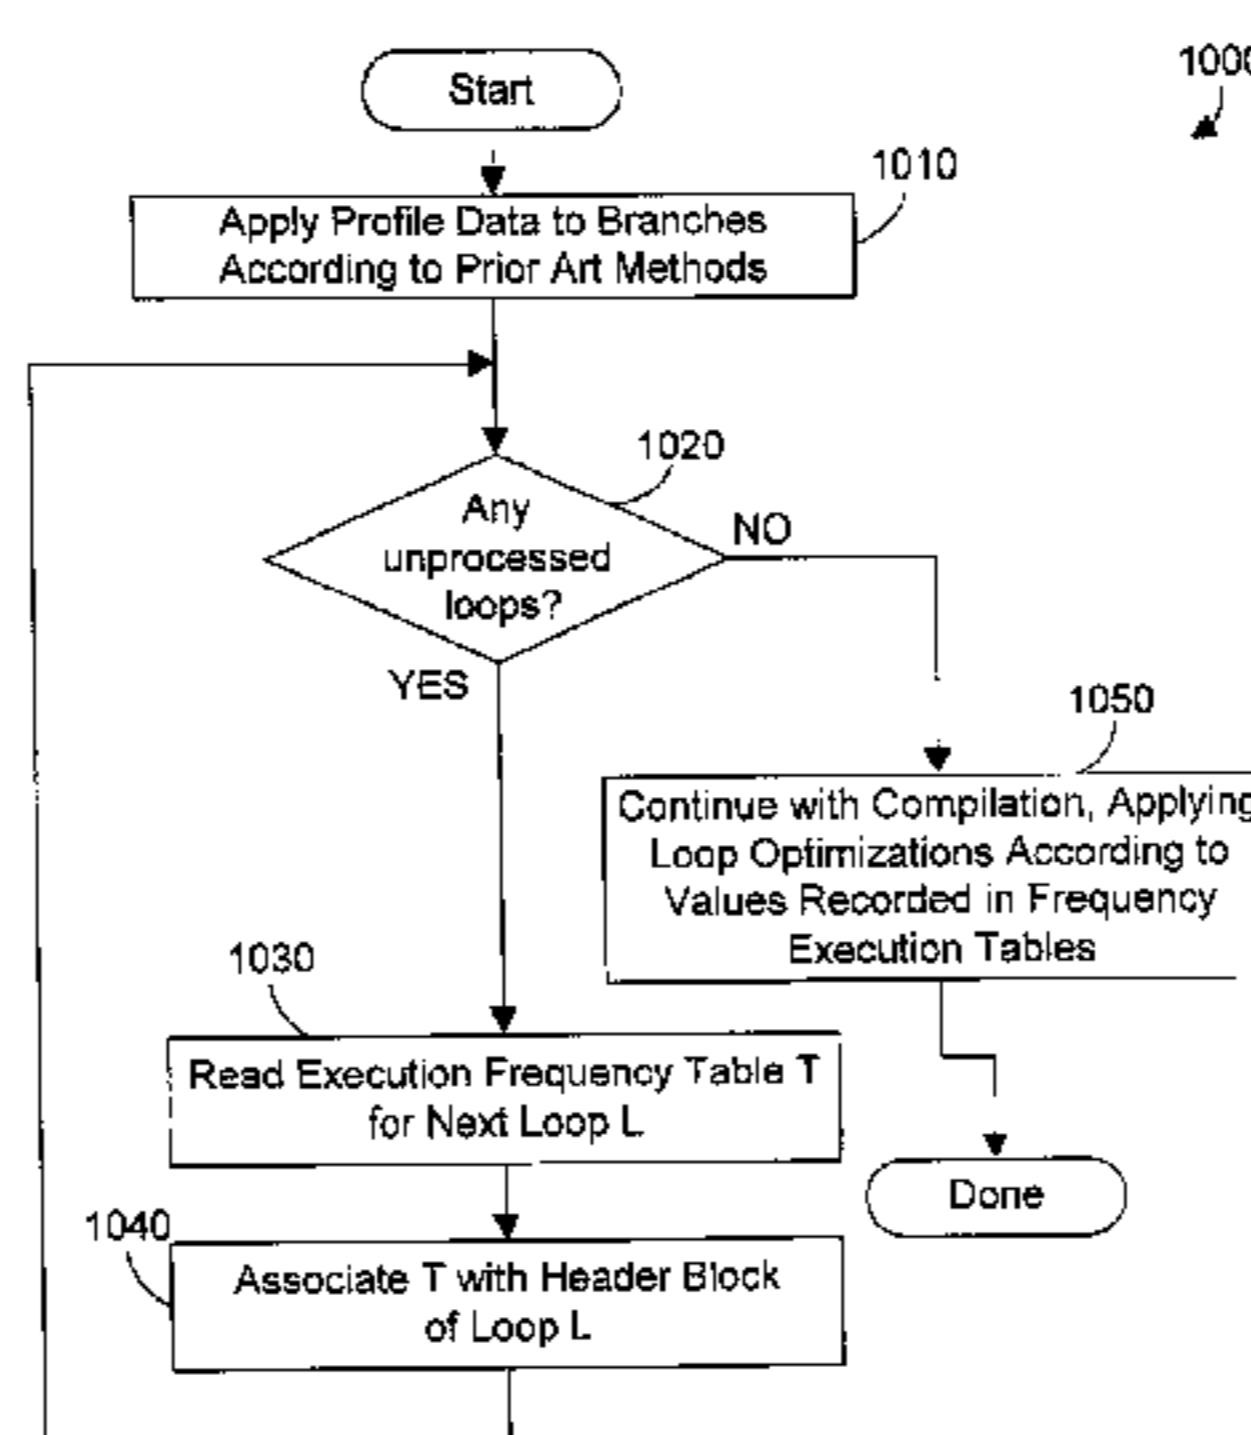 Start
1000
1010
Apply Profile Data to Branches
According to Prior Art Methods
1020
Any
unprocessed
loops?
NO
YES
1050
Continue with Compilation, Applying
Loop Optimizations According to
Values Recorded in Frequency
Execution Tables
1030
Read Execution Frequency Table T
for Next Loop L
Done
1040
Associate T with Header Block
of Loop L